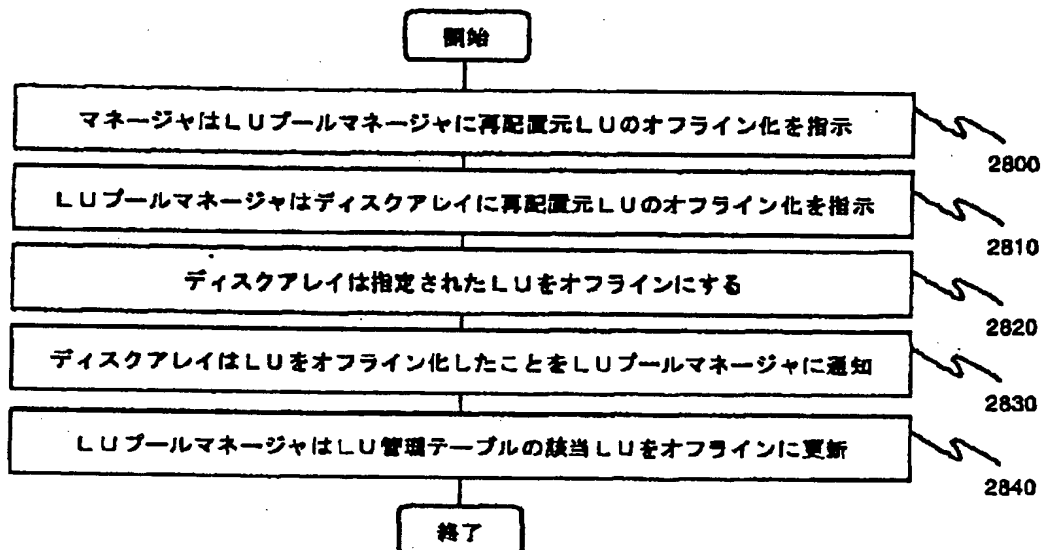 開始
マネージャはLUプールマネージャに再配置元LUのオフライン化を指示
2800
LUプールマネージャはディスクアレイに再配置元LUのオフライン化を指示
2810
ディスクアレイは指定されたLUをオフラインにする
2820
ディスクアレイはLUをオフライン化したことをLUプールマネージャに通知
2830
LUプールマネージャはLU管理テーブルの該当LUをオフラインに更新
2840
終了